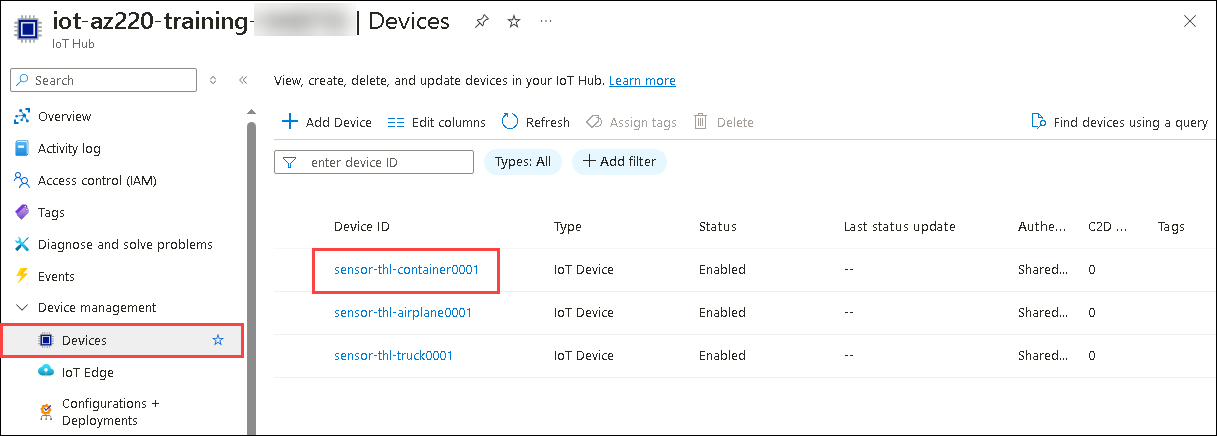 iot-az220-training- | Devices
IoT Hub
Search
View, create, delete, and update devices in your IoT Hub. Learn more
Overview
Activity log
Access control (IAM)
Tags
Diagnose and solve problems
Events
Device management
Devices
IoT Edge
Configurations +
Deployments
Add Device Edit columns Refresh Assign tags Delete Find devices using a query
enter device ID Types: All Add filter
Device ID Type Status Last status update Authe... C2D ... Tags
sensor-thl-container0001 IoT Device Enabled -- Shared... 0
sensor-thl-airplane0001 IoT Device Enabled -- Shared... 0
sensor-thl-truck0001 IoT Device Enabled -- Shared... 0